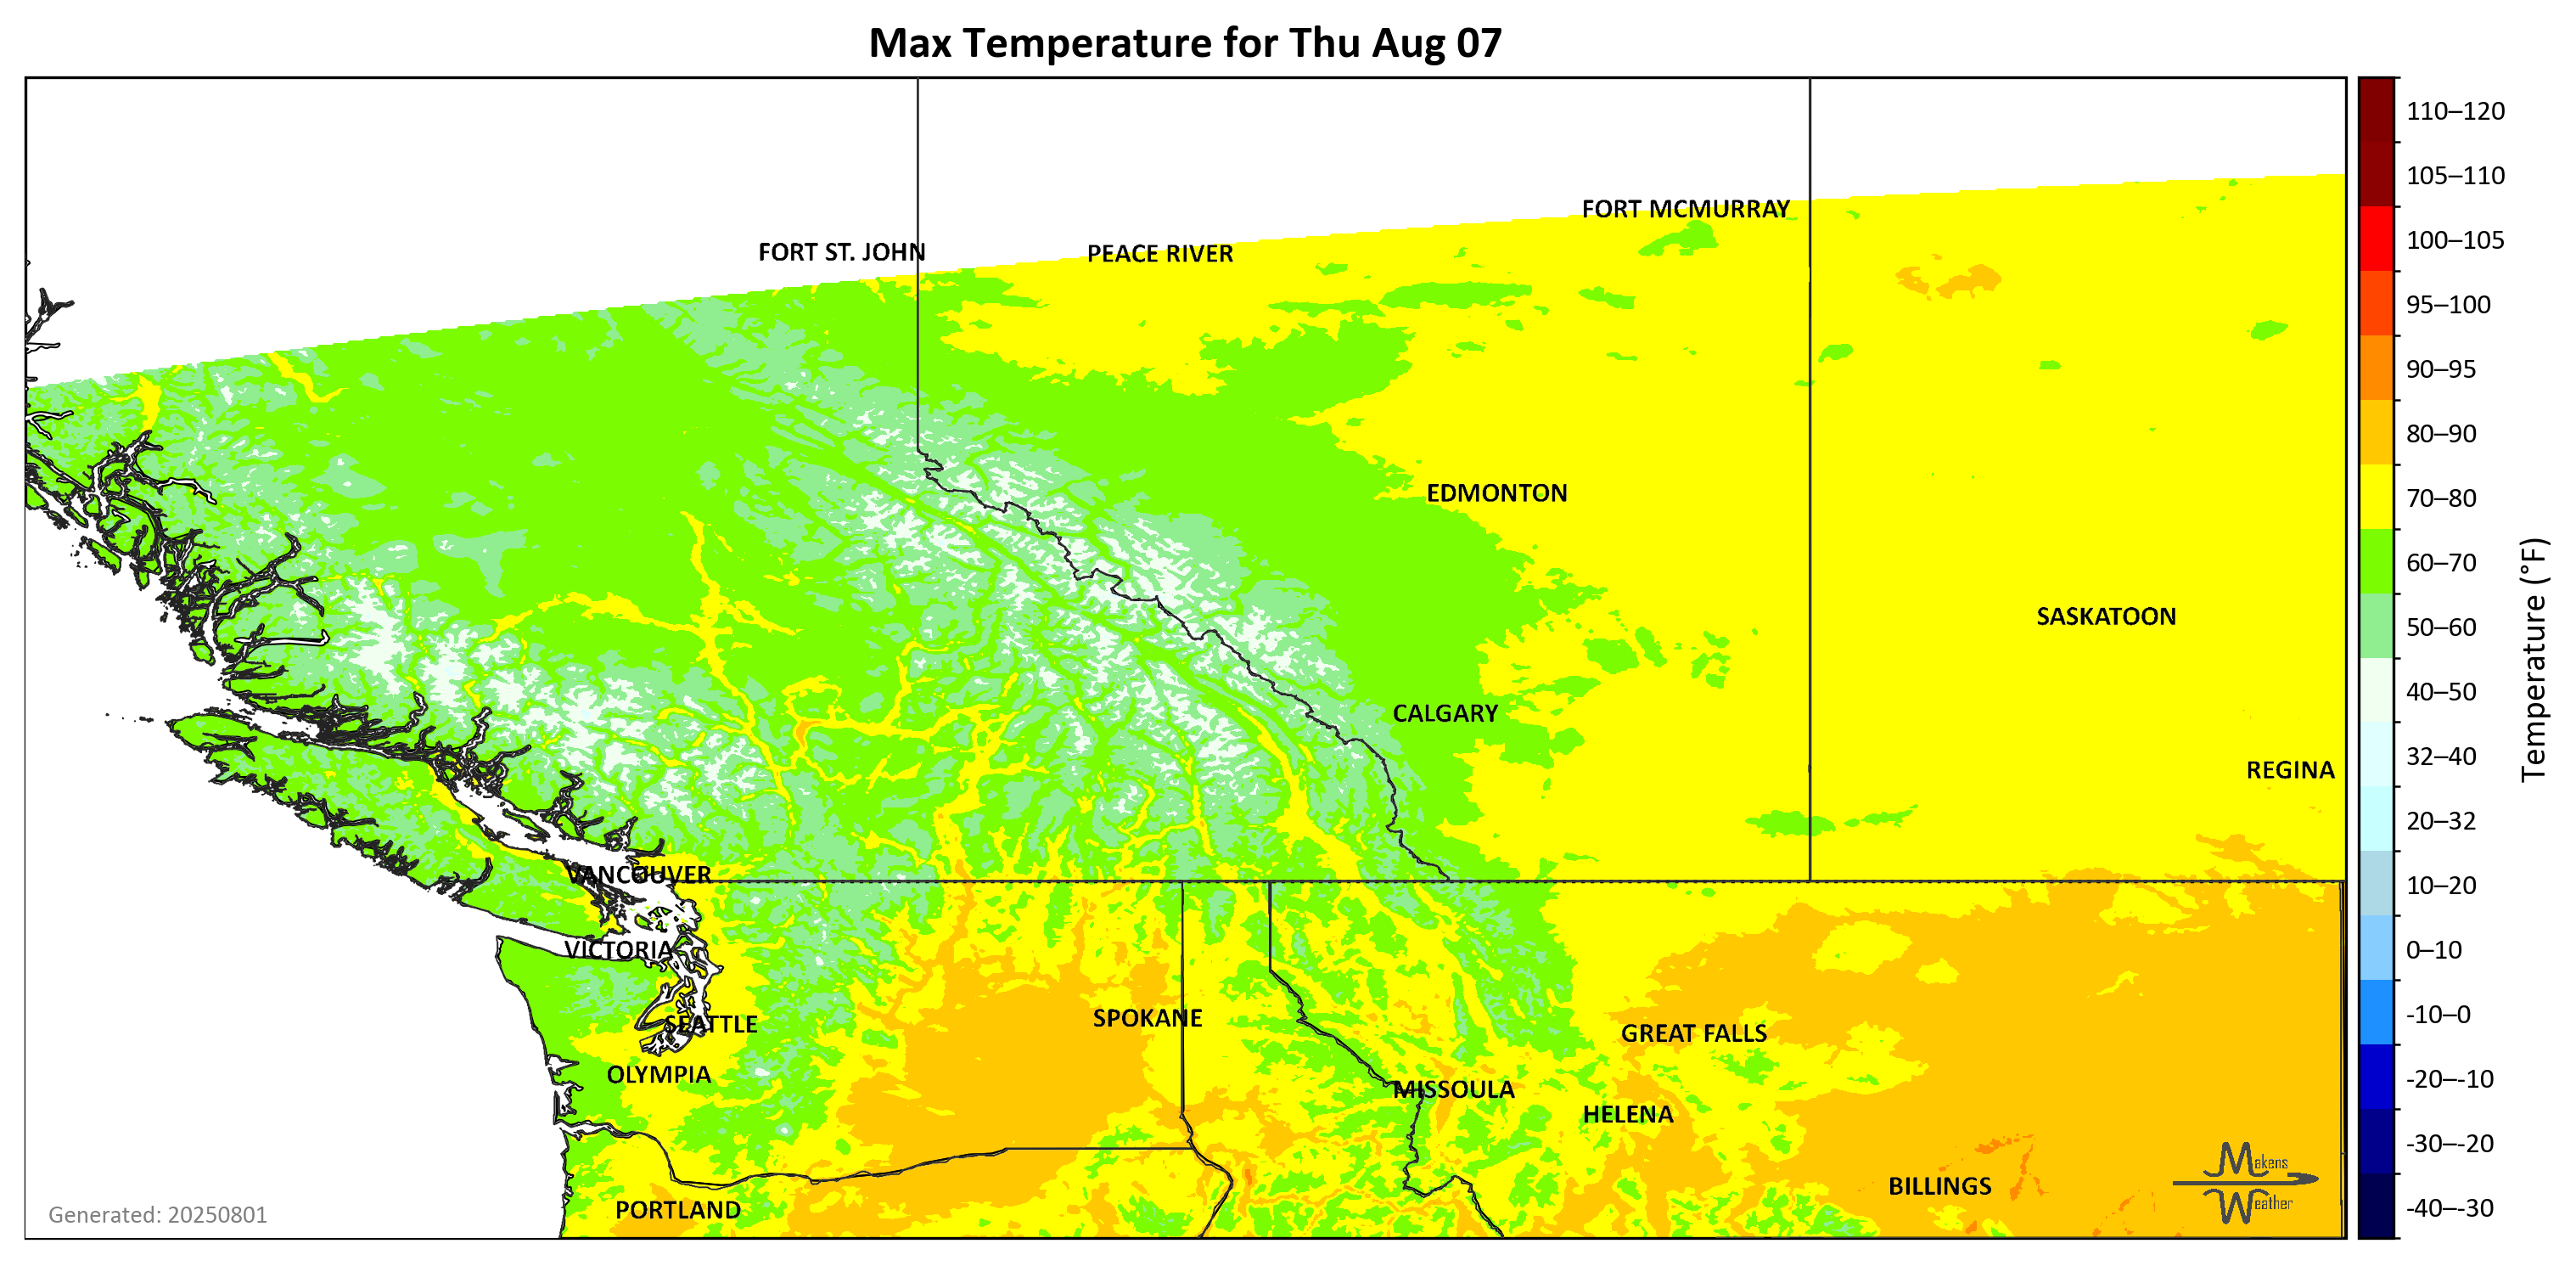 Max Temperature for Thu Aug 07
110–120
105–110
FORT MCMURRAY
100–105
FORT ST. JOHN
PEACE RIVER
95–100
90–95
80–90
EDMONTON
70–80
60–70
SASKATOON
50–60
Temperature (°F)
40–50
CALGARY
32–40
REGINA
20–32
VANCOUVER
10–20
VICTORIA
0–10
SPOKANE
SEATTLE
GREAT FALLS
-10–0
OLYMPIA
MISSOULA
-20–-10
HELENA
-30–-20
Makens
BILLINGS
Weather
PORTLAND
-40–-30
Generated: 20250801